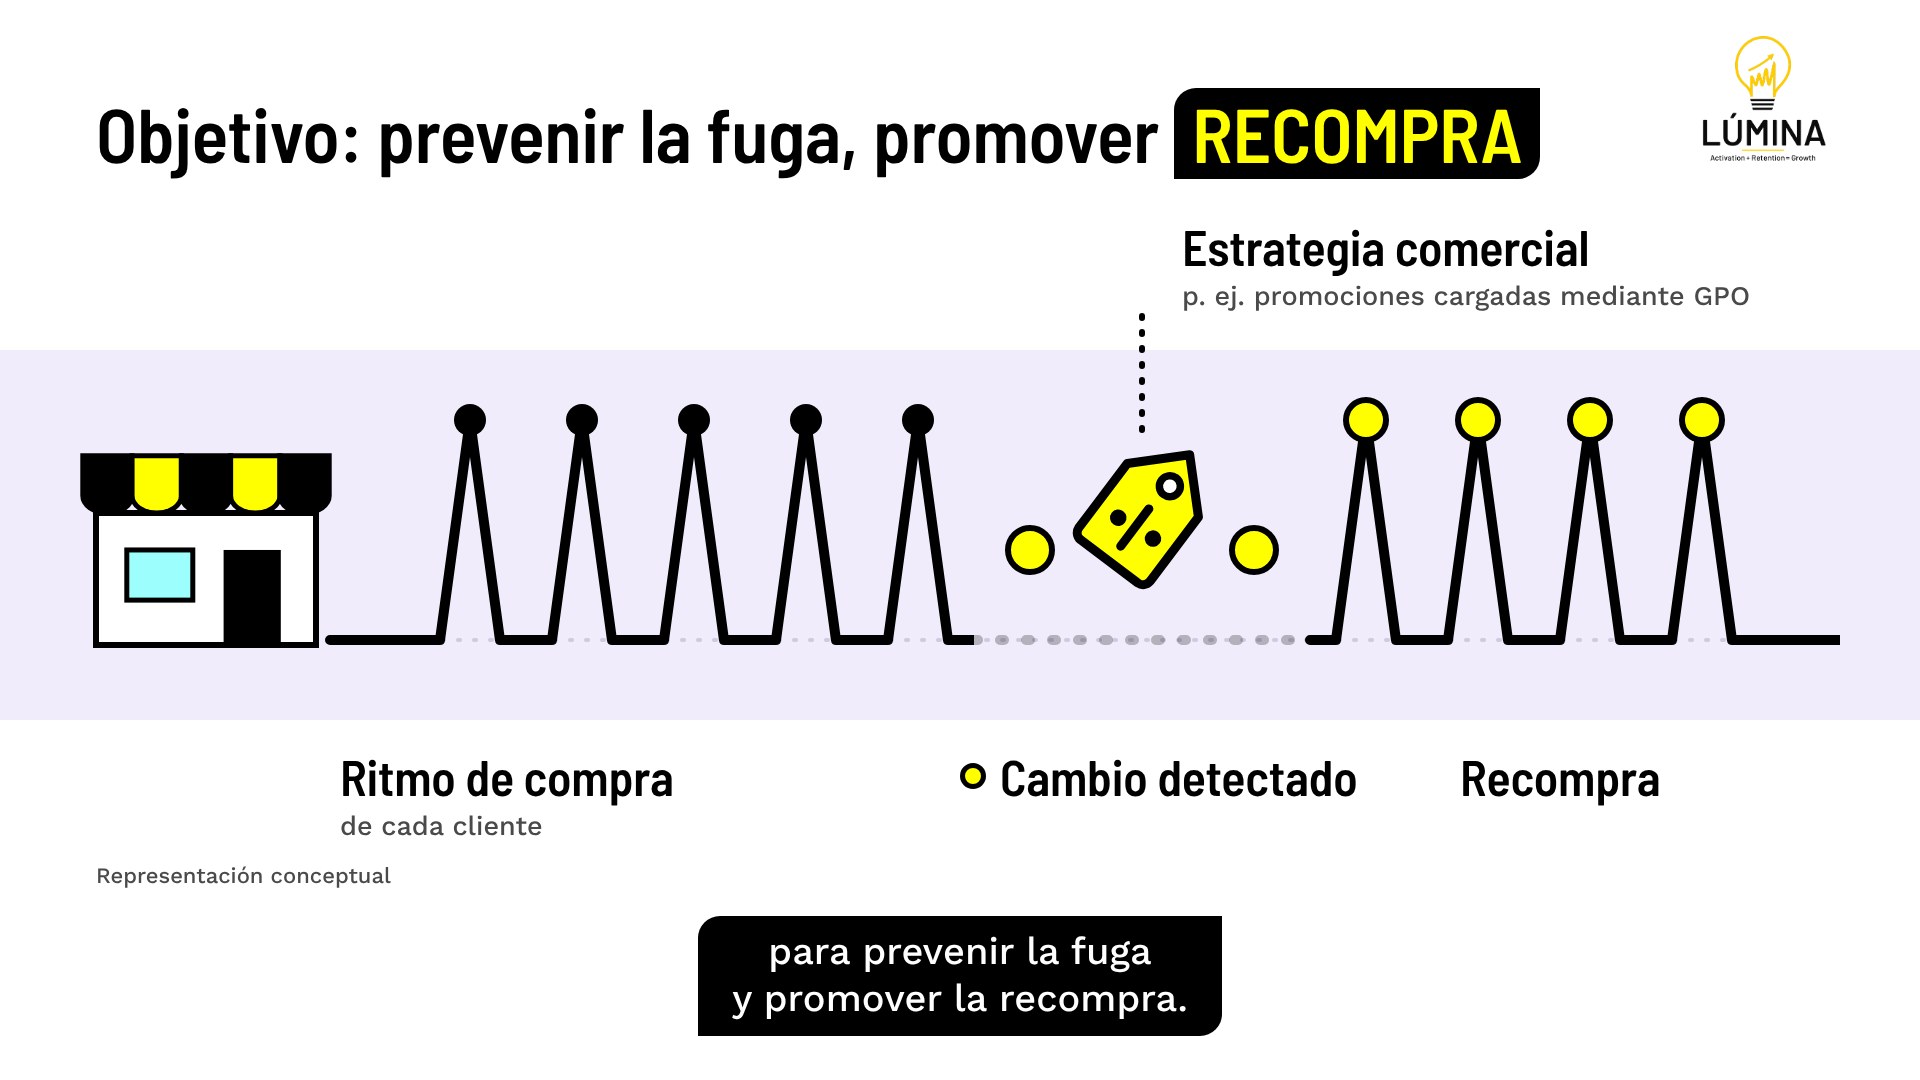 Objetivo: prevenir la fuga, promover RECOMPRA
LÚMINA
Activation + Retention = Growth
Estrategia comercial
p. ej. promociones cargadas mediante GPO
%
Ritmo de compra
de cada cliente
Cambio detectado
Recompra
Representación conceptual
para prevenir la fuga
y promover la recompra.